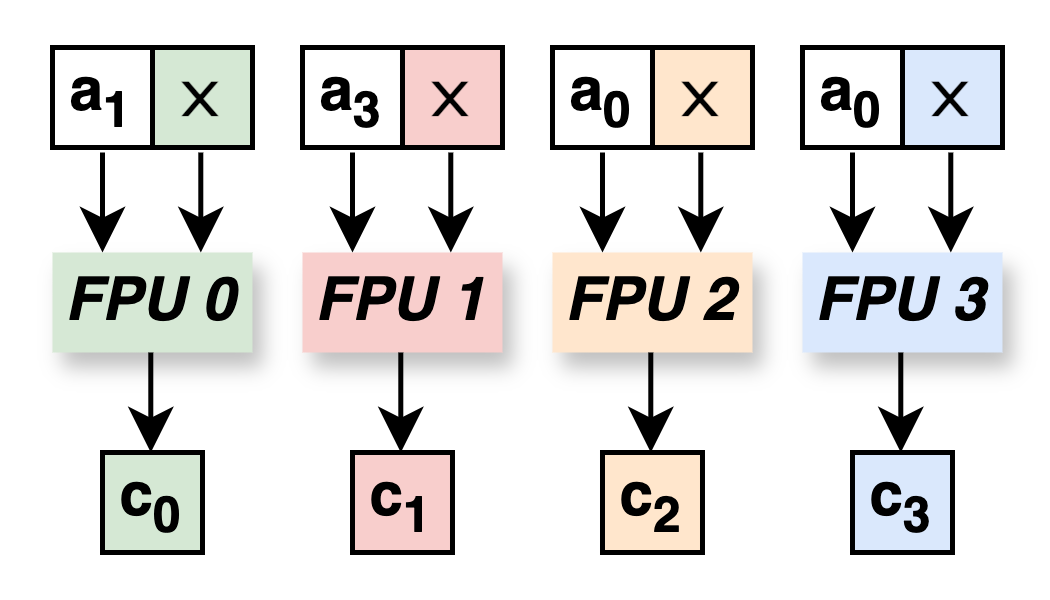 a₁ X a₃ X a₀ X a₀ X
FPU 0 FPU 1 FPU 2 FPU 3
c₀ c₁ c₂ c₃